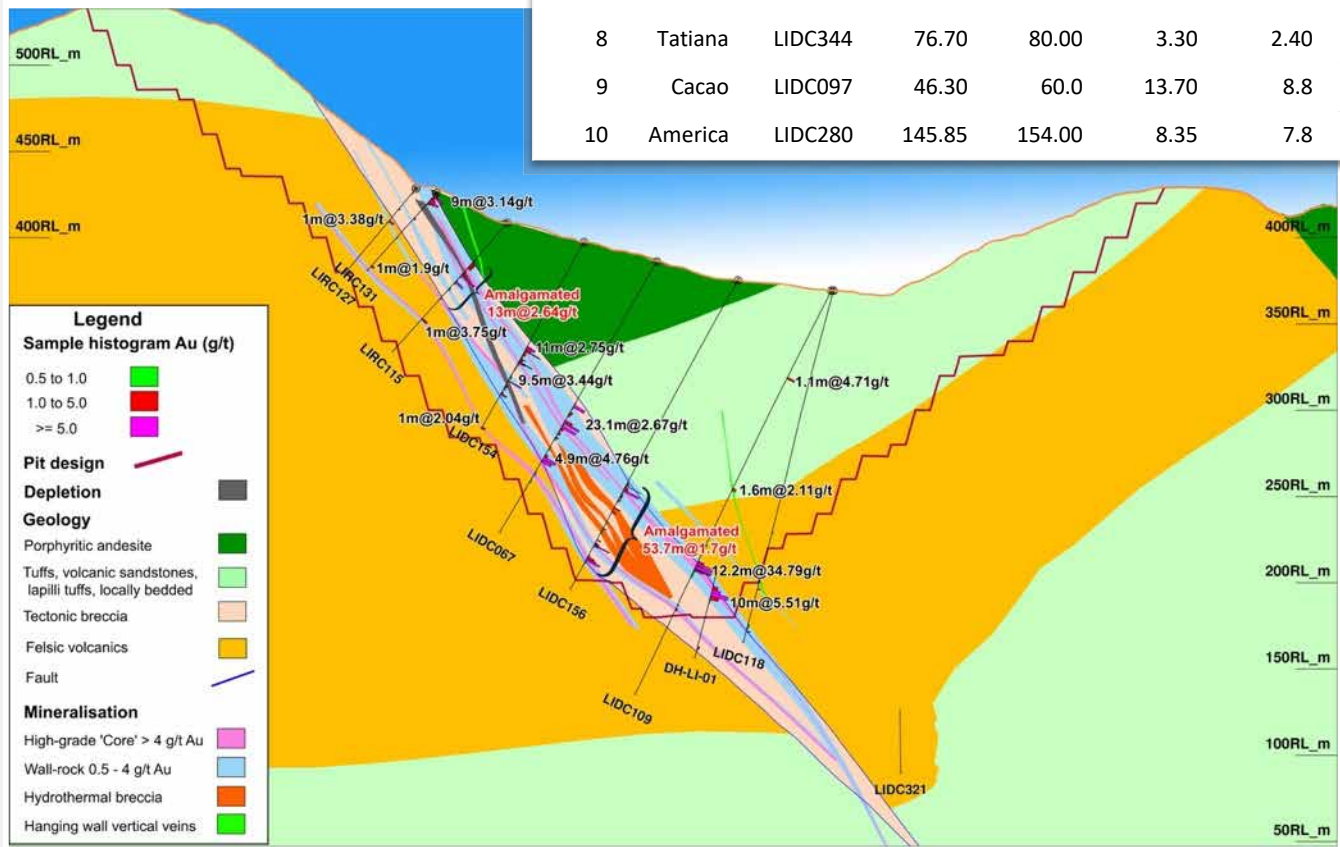 8 Tatiana LIDC344 76.70 80.00 3.30 2.40
9 Cacao LIDC097 46.30 60.0 13.70 8.8
10 America LIDC280 145.85 154.00 8.35 7.8
500RL_m
450RL_m
400RL_m
400RL_m
350RL_m
300RL_m
250RL_m
200RL_m
150RL_m
100RL_m
50RL_m
9m@3.14g/t
1m@3.38g/t
1m@1.9g/t
LIRC131
LIRC127
Amalgamated
13m@2.64g/t
1m@3.75g/t
LIRC115
11m@2.75g/t
9.5m@3.44g/t
1m@2.04g/t
LIDC154
23.1m@2.67g/t
4.9m@4.76g/t
LIDC067
1.1m@4.71g/t
1.6m@2.11g/t
Amalgamated
53.7m@1.7g/t
12.2m@34.79g/t
10m@5.51g/t
LIDC156
LIDC118
DH-LI-01
LIDC109
LIDC321
Legend
Sample histogram Au (g/t)
0.5 to 1.0
1.0 to 5.0
>= 5.0
Pit design
Depletion
Geology
Porphyritic andesite
Tuffs, volcanic sandstones,
lapilli tuffs, locally bedded
Tectonic breccia
Felsic volcanics
Fault
Mineralisation
High-grade 'Core' > 4 g/t Au
Wall-rock 0.5 - 4 g/t Au
Hydrothermal breccia
Hanging wall vertical veins